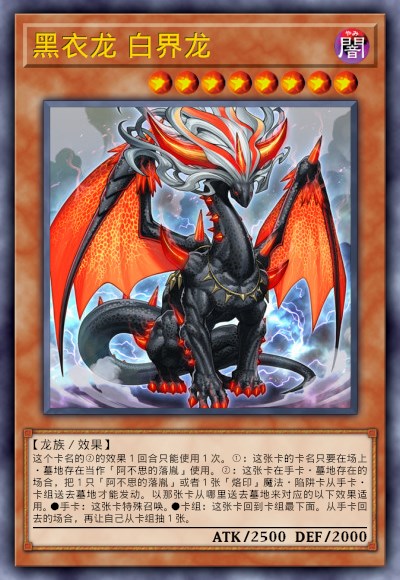 黑衣龙 白界龙
やみ
闇
【龙族／效果】
这个卡名的②的效果1回合只能使用1次。①：这张卡的卡名只要在场上
・墓地存在当作「阿不思的落胤」使用。②：这张卡在手卡・墓地存在的
场合，把1只「阿不思的落胤」或者1张「烙印」魔法・陷阱卡从手卡・
卡组送去墓地才能发动。以那张卡从哪里送去墓地来对应的以下效果适
用。●手卡：这张卡特殊召唤。●卡组：这张卡回到卡组最下面。从手卡回
去的场合，再让自己从卡组抽1张。
ATK/2500 DEF/2000